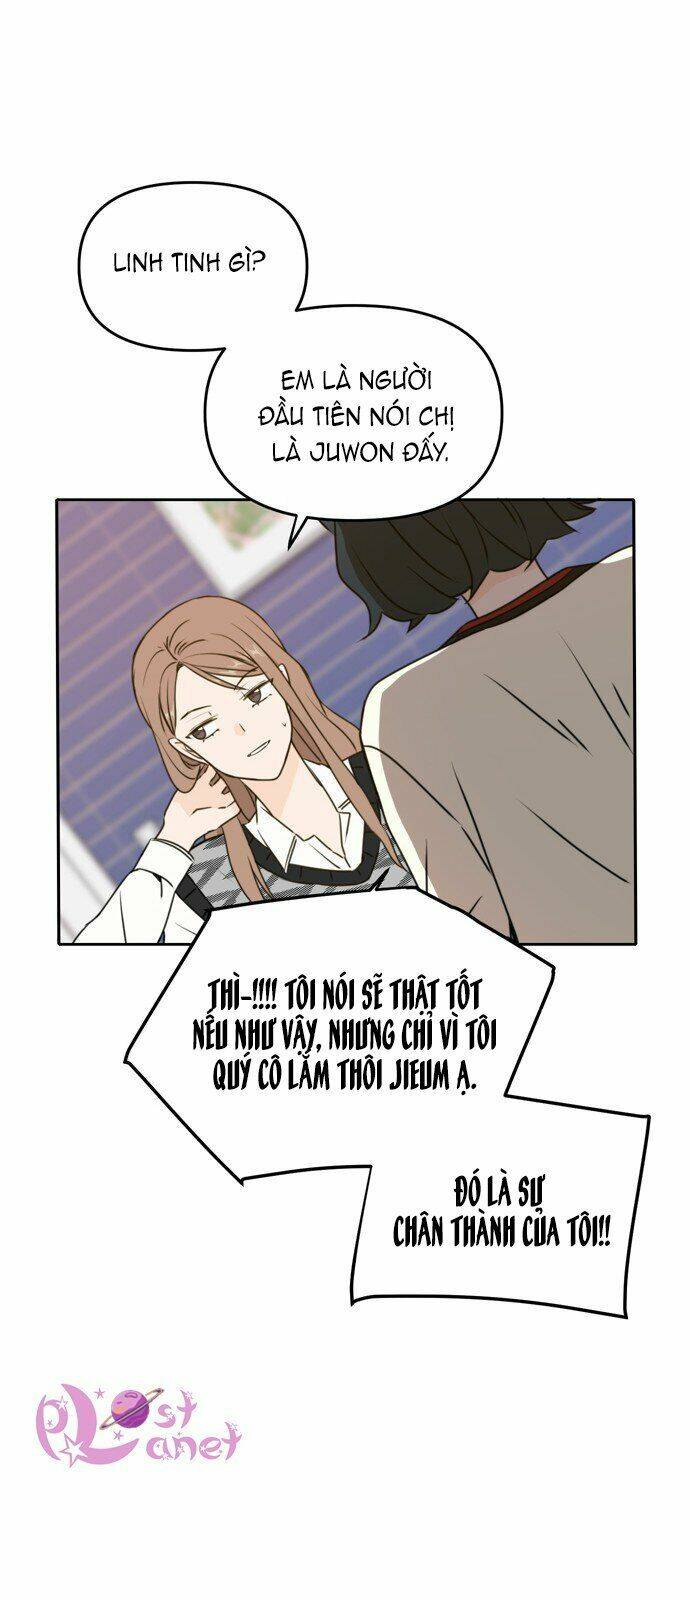 LINH TINH GÌ?
EM LÀ NGƯỜI
ĐẦU TIÊN NÓI CHỊ
LÀ JUWON ĐẤY.
THÌ-!!!! TÔI NÓI SẼ THẬT TỐT
NẾU NHƯ VẬY, NHƯNG CHỈ VÌ TÔI
QUÝ CÔ LẮM THÔI JIEUM Ạ.
ĐÓ LÀ SỰ
CHÂN THÀNH CỦA TÔI!!
Lost
Planet